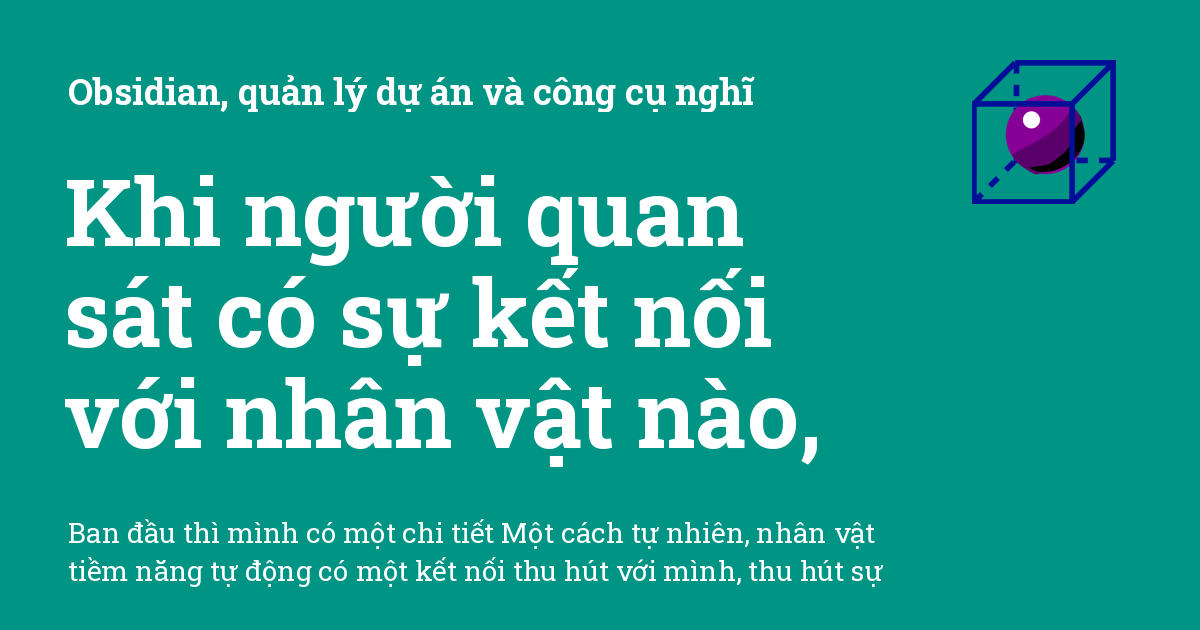 Obsidian, quản lý dự án và công cụ nghĩ
Khi người quan
sát có sự kết nối
với nhân vật nào,
Ban đầu thì mình có một chi tiết Một cách tự nhiên, nhân vật
tiềm năng tự động có một kết nối thu hút với mình, thu hút sự